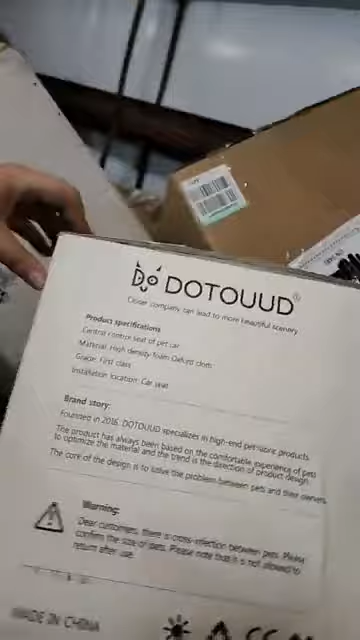 DOTOUUD®
Closer company can lead to more beautiful scenery
Product specifications
Central control seat of pet car
Material: High density foam Oxford cloth
Grade: First class
Installation location: Car seat
Brand story:
Founded in 2016, DOTOUUD specializes in high-end pet fabric products.
The product has always been based on the comfortable experience of pets
to optimize the material and the trend is the direction of product design.
The core of the design is to solve the problem between pets and their owners.
Warning:
Dear customers, there is cross-infection between pets. Please
confirm the size of pets. Please note that it is not allowed to
return after use.
MADE IN CHINA
CE